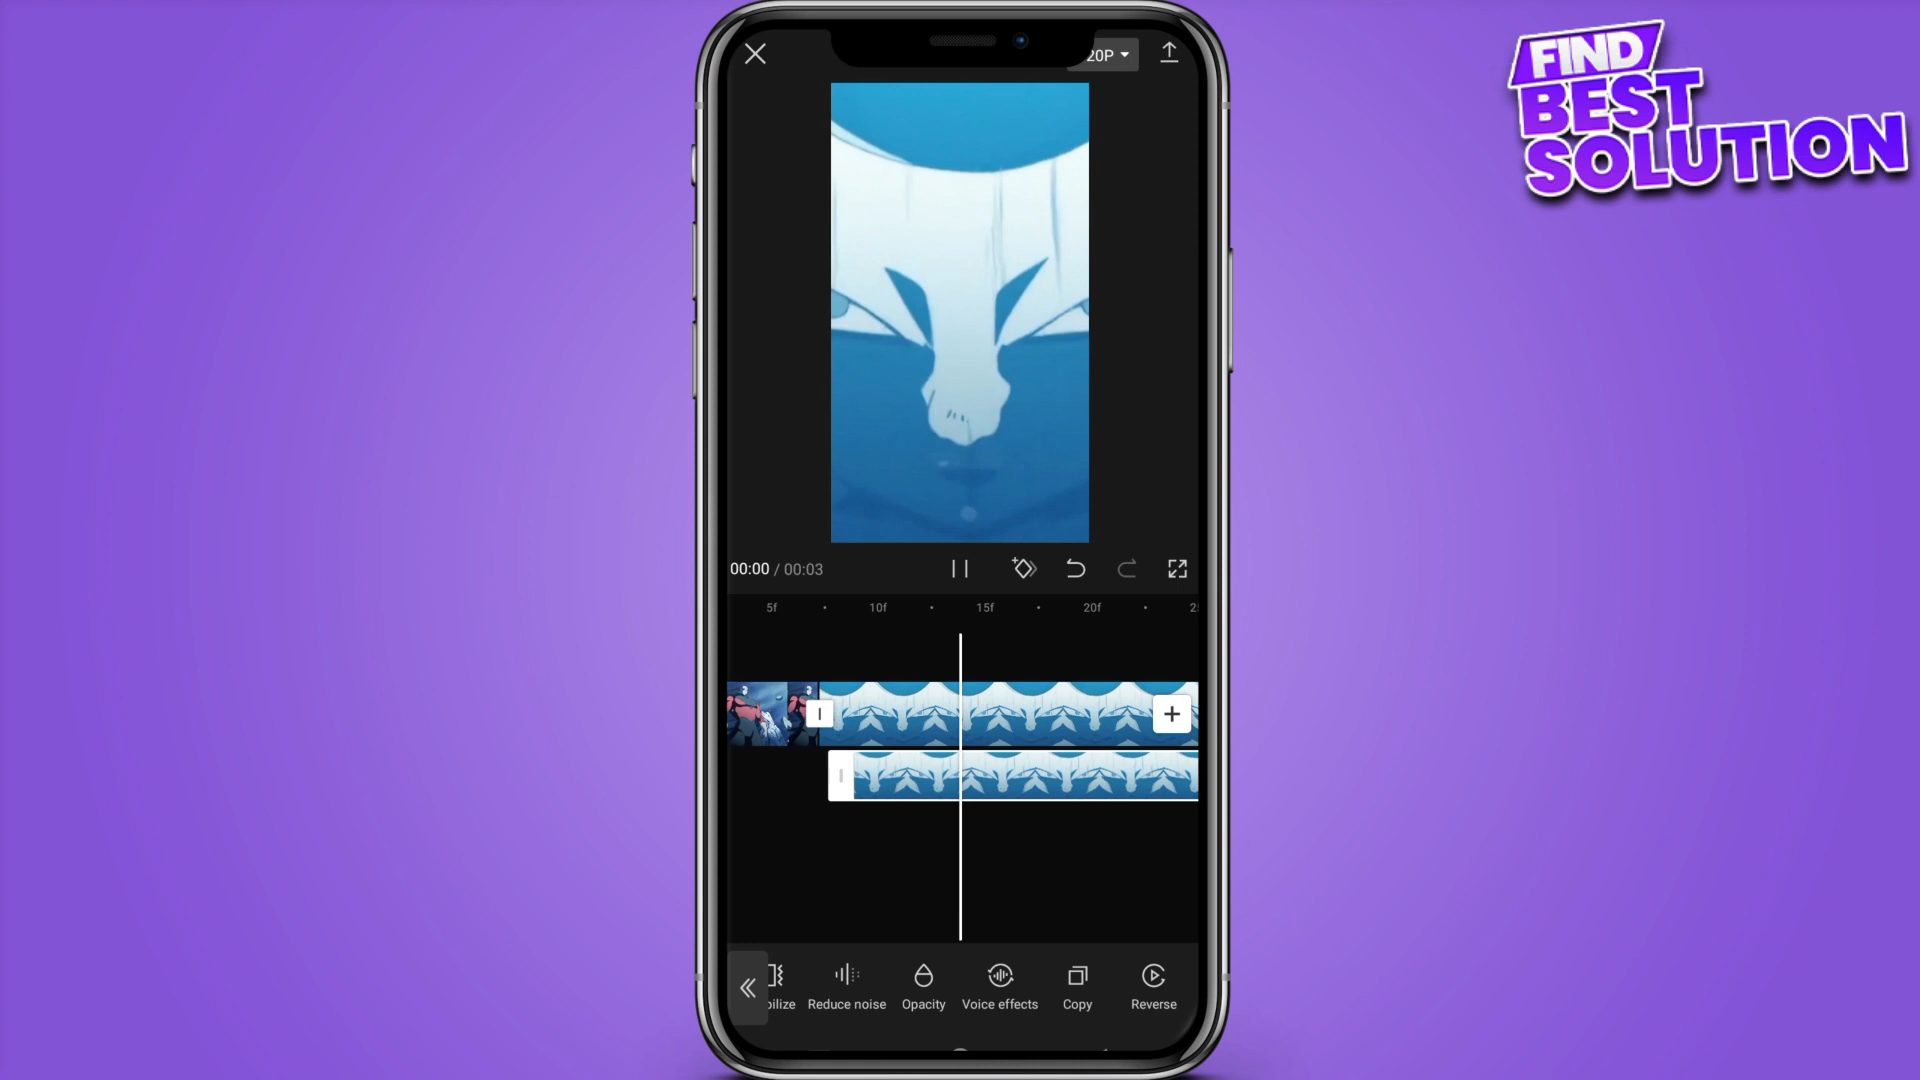 FIND
BEST
SOLUTION
20P
00:00 / 00:03
5f
10f
15f
20f
bilize
Reduce noise
Opacity
Voice effects
Copy
Reverse